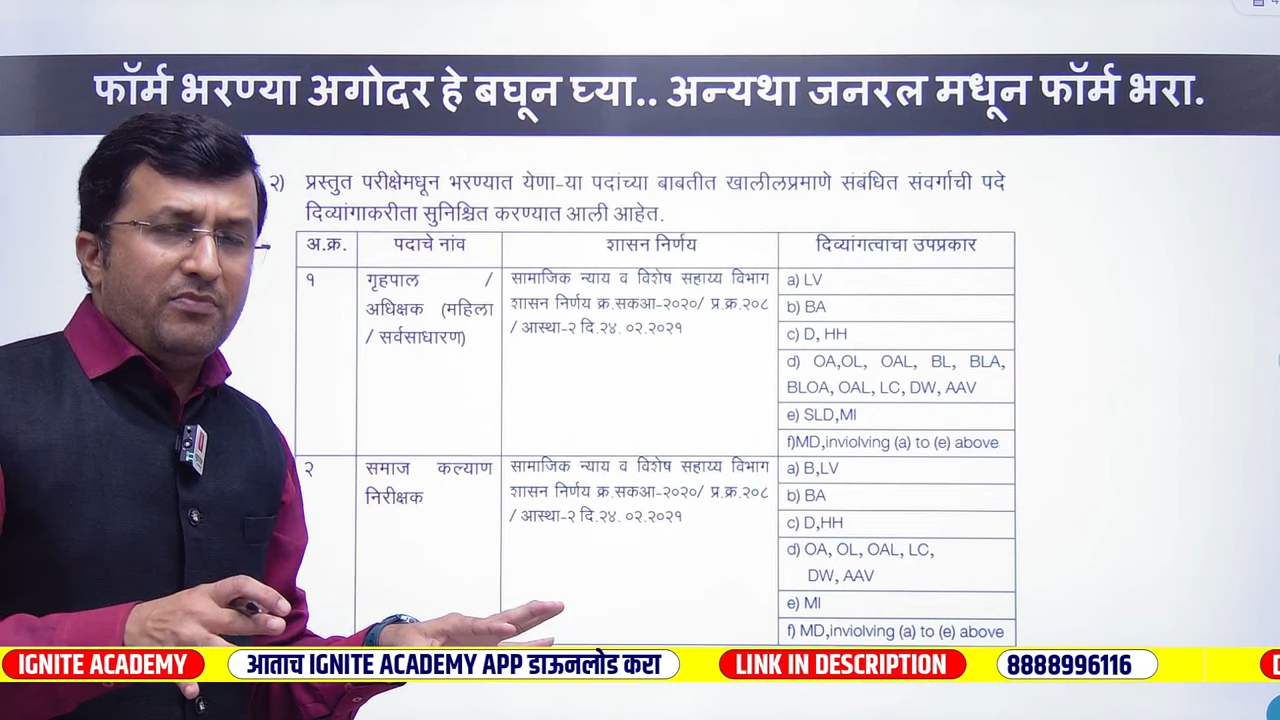 फॉर्म भरण्या अगोदर हे बघून घ्या.. अन्यथा जनरल मधून फॉर्म भरा.
२) प्रस्तुत परीक्षेमधून भरण्यात येणा-या पदांच्या बाबतीत खालीलप्रमाणे संबंधित संवर्गाची पदे
दिव्यांगाकरीता सुनिश्चित करण्यात आली आहेत.
अ.क्र. पदाचे नांव शासन निर्णय दिव्यांगत्वाचा उपप्रकार
१ गृहपाल / सामाजिक न्याय व विशेष सहाय्य विभाग a) LV
अधिक्षक (महिला शासन निर्णय क्र.सकआ-२०२०/ प्र.क्र.२०८ b) BA
/ सर्वसाधारण) / आस्था-२ दि.२४. ०२.२०२१ c) D, HH
d) OA,OL, OAL, BL, BLA,
BLOA, OAL, LC, DW, AAV
e) SLD,MI
f)MD,inviolving (a) to (e) above
२ समाज कल्याण सामाजिक न्याय व विशेष सहाय्य विभाग a) B,LV
निरीक्षक शासन निर्णय क्र.सकआ-२०२०/ प्र.क्र.२०८ b) BA
/ आस्था-२ दि.२४. ०२.२०२१ c) D,HH
d) OA, OL, OAL, LC,
DW, AAV
e) MI
f) MD,inviolving (a) to (e) above
IGNITE ACADEMY आताच IGNITE ACADEMY APP डाऊनलोड करा LINK IN DESCRIPTION 8888996116